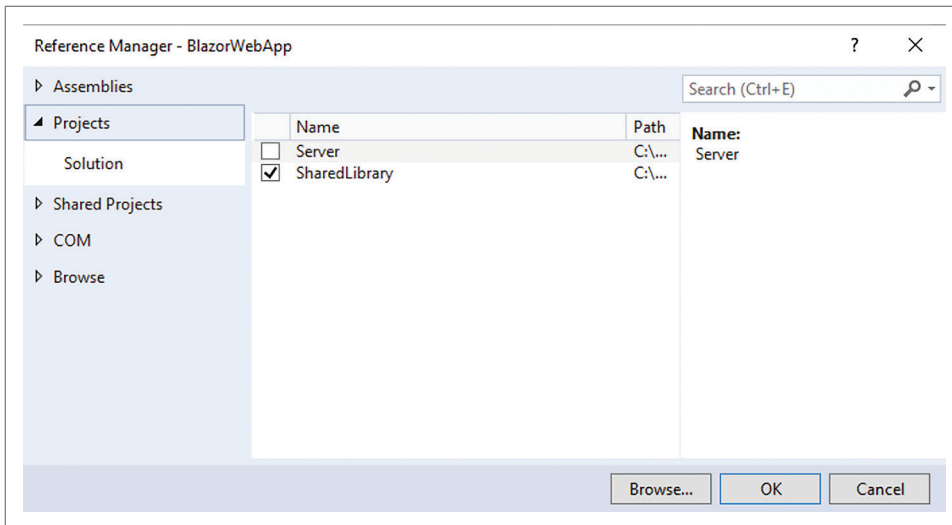 Reference Manager - BlazorWebApp
?
Assemblies
Search (Ctrl+E)
Projects
Solution
Shared Projects
COM
Browse
Name Path
Server C:\...
SharedLibrary C:\...
Name:
Server
Browse... OK Cancel